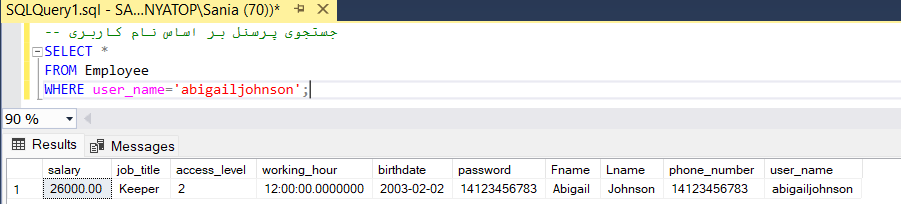 SQLQuery1.sql - SA...NYATOP\Sania (70))*
-- جستجوی پرسنل بر اساس نام کاربری
SELECT *
FROM Employee
WHERE user_name='abigailjohnson';
90 %
Results Messages
salary job_title access_level working_hour birthdate password Fname Lname phone_number user_name
1 26000.00 Keeper 2 12:00:00.0000000 2003-02-02 14123456783 Abigail Johnson 14123456783 abigailjohnson